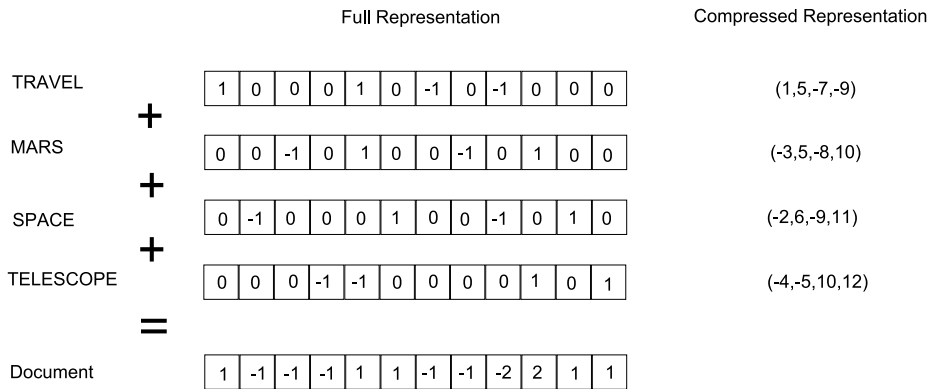 Full Representation Compressed Representation
TRAVEL 1 0 0 0 1 0 -1 0 -1 0 0 0 (1,5,-7,-9)
+
MARS 0 0 -1 0 1 0 0 -1 0 1 0 0 (-3,5,-8,10)
+
SPACE 0 -1 0 0 0 1 0 0 -1 0 1 0 (-2,6,-9,11)
+
TELESCOPE 0 0 0 -1 -1 0 0 0 0 1 0 1 (-4,-5,10,12)
=
Document 1 -1 -1 -1 1 1 -1 -1 -2 2 1 1